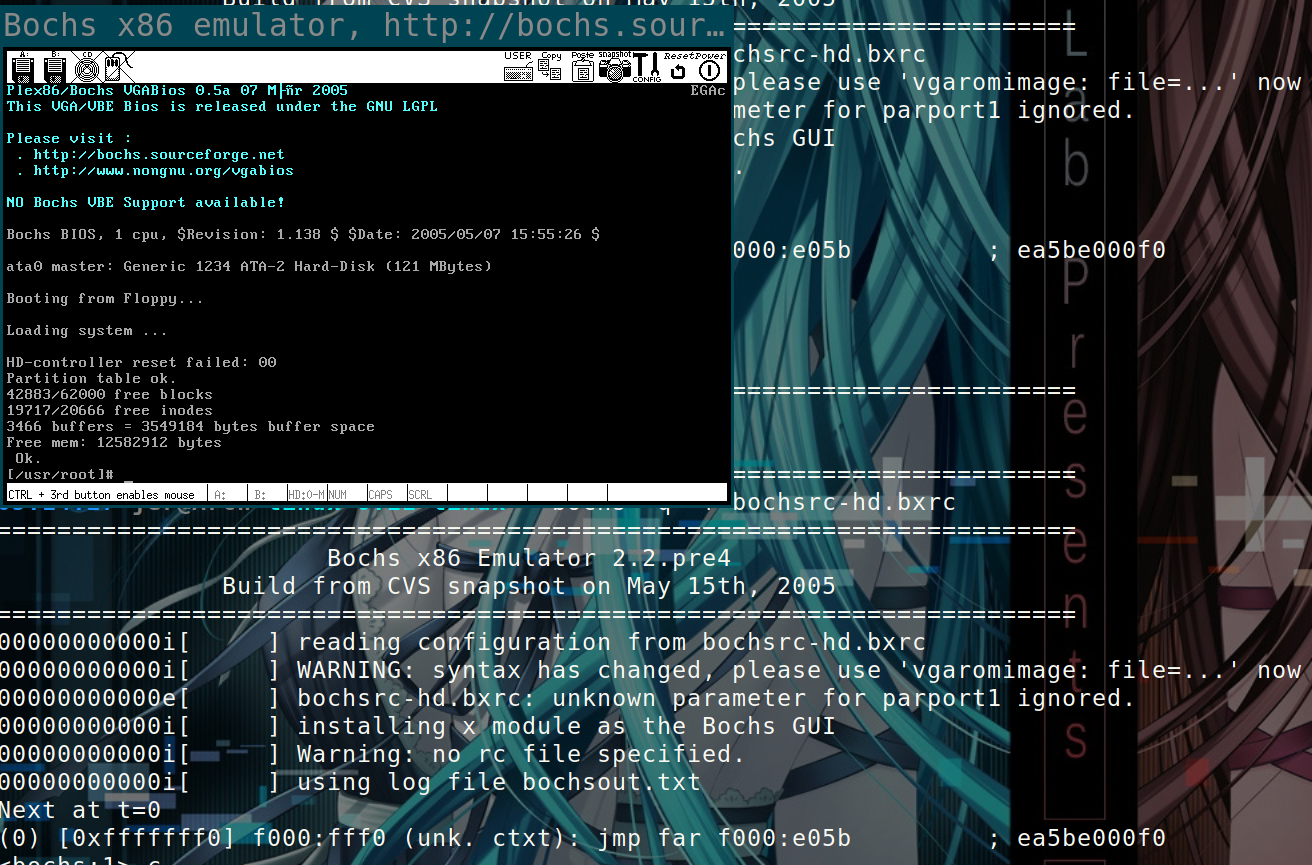 Build from CVS snapshot on May 15th, 2005
Bochs x86 emulator, http://bochs.sour…
A: B: CD USER Copy Paste snapshot CONFIG Reset Power
Plex86/Bochs VGABios 0.5a 07 M├ñr 2005 EGAc
This VGA/VBE Bios is released under the GNU LGPL
Please visit :
. http://bochs.sourceforge.net
. http://www.nongnu.org/vgabios
NO Bochs VBE Support available!
Bochs BIOS, 1 cpu, $Revision: 1.138 $ $Date: 2005/05/07 15:55:26 $
ata0 master: Generic 1234 ATA-2 Hard-Disk (121 MBytes)
Booting from Floppy...
Loading system ...
HD-controller reset failed: 00
Partition table ok.
42883/62000 free blocks
19717/20666 free inodes
3466 buffers = 3549184 bytes buffer space
Free mem: 12582912 bytes
Ok.
[/usr/root]# _
CTRL + 3rd button enables mouse A: B: HD:0-M NUM CAPS SCRL
========================
chsrc-hd.bxrc
please use 'vgaromimage: file=...' now
meter for parport1 ignored.
chs GUI
.
000:e05b ; ea5be000f0
========================
========================
bochsrc-hd.bxrc
========================================================================
Bochs x86 Emulator 2.2.pre4
Build from CVS snapshot on May 15th, 2005
========================================================================
00000000000i[ ] reading configuration from bochsrc-hd.bxrc
00000000000i[ ] WARNING: syntax has changed, please use 'vgaromimage: file=...' now
00000000000e[ ] bochsrc-hd.bxrc: unknown parameter for parport1 ignored.
00000000000i[ ] installing x module as the Bochs GUI
00000000000i[ ] Warning: no rc file specified.
00000000000i[ ] using log file bochsout.txt
Next at t=0
(0) [0xfffffff0] f000:fff0 (unk. ctxt): jmp far f000:e05b ; ea5be000f0
<bochs:1> c
Lab Presents